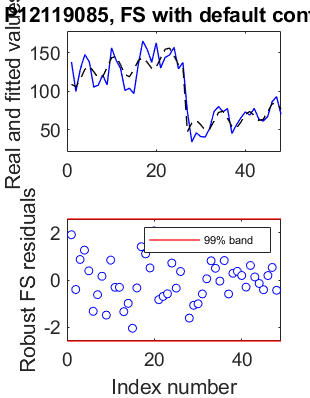 P12119085, FS with default conf
Real and fitted values
150
100
50
0
20
40
Robust FS residuals
2
0
-2
99% band
0
20
40
Index number